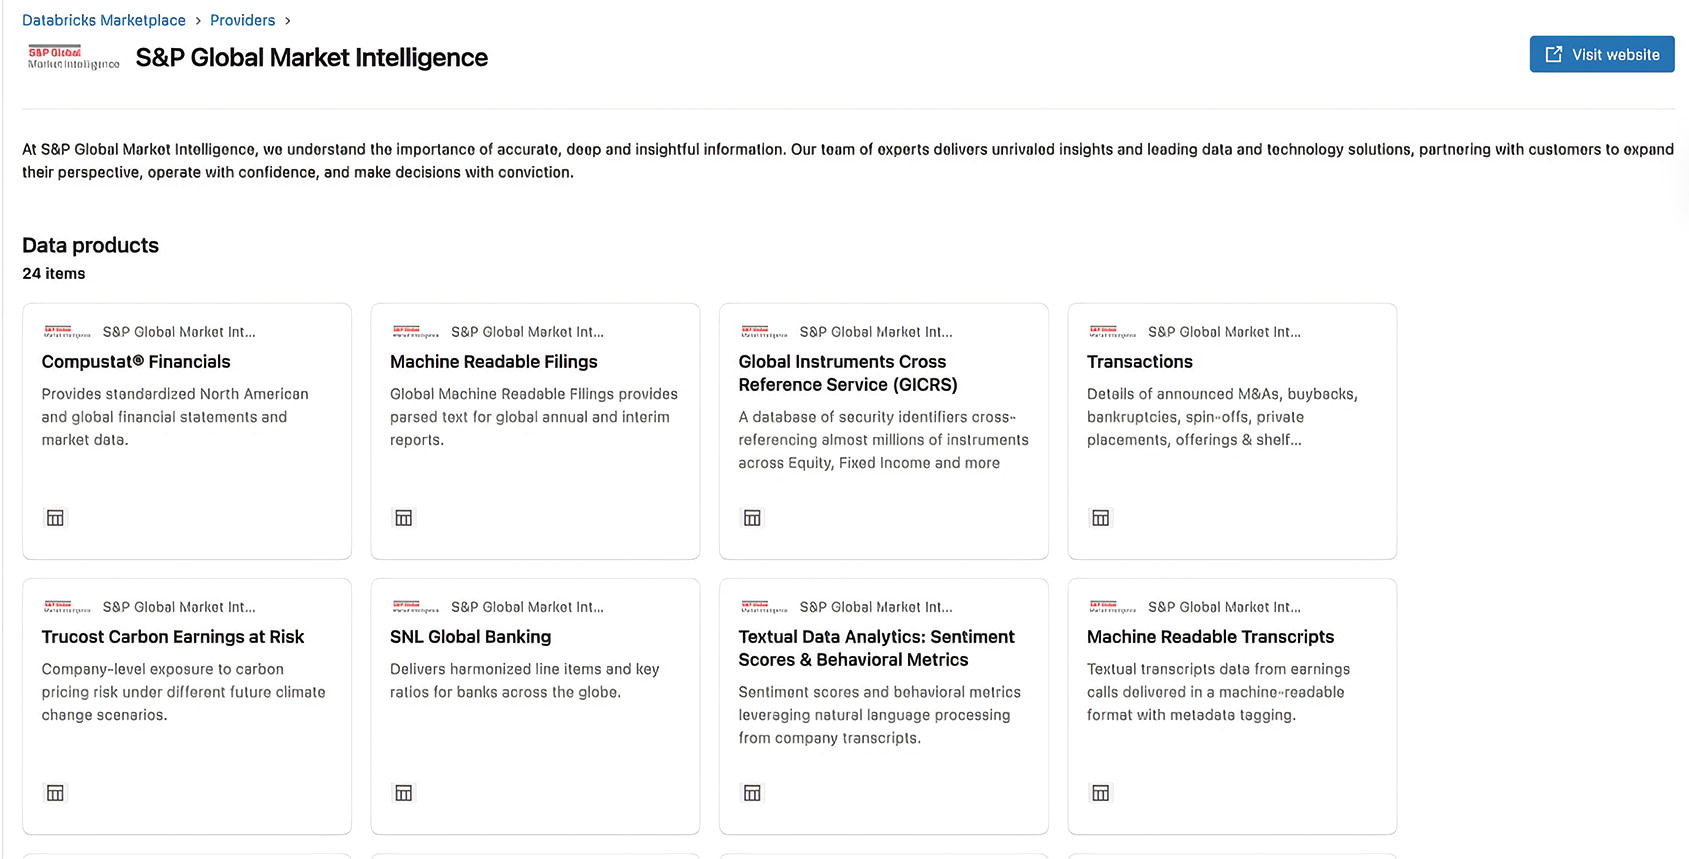 Databricks Marketplace > Providers >
S&P Global
Market Intelligence
S&P Global Market Intelligence
Visit website
At S&P Global Market Intelligence, we understand the importance of accurate, deep and insightful information. Our team of experts delivers unrivaled insights and leading data and technology solutions, partnering with customers to expand
their perspective, operate with confidence, and make decisions with conviction.
Data products
24 items
S&P Global Market Int...
Compustat® Financials
Provides standardized North American
and global financial statements and
market data.
S&P Global Market Int...
Machine Readable Filings
Global Machine Readable Filings provides
parsed text for global annual and interim
reports.
S&P Global Market Int...
Global Instruments Cross
Reference Service (GICRS)
A database of security identifiers cross-
referencing almost millions of instruments
across Equity, Fixed Income and more
S&P Global Market Int...
Transactions
Details of announced M&As, buybacks,
bankruptcies, spin-offs, private
placements, offerings & shelf...
S&P Global Market Int...
Trucost Carbon Earnings at Risk
Company-level exposure to carbon
pricing risk under different future climate
change scenarios.
S&P Global Market Int...
SNL Global Banking
Delivers harmonized line items and key
ratios for banks across the globe.
S&P Global Market Int...
Textual Data Analytics: Sentiment
Scores & Behavioral Metrics
Sentiment scores and behavioral metrics
leveraging natural language processing
from company transcripts.
S&P Global Market Int...
Machine Readable Transcripts
Textual transcripts data from earnings
calls delivered in a machine-readable
format with metadata tagging.